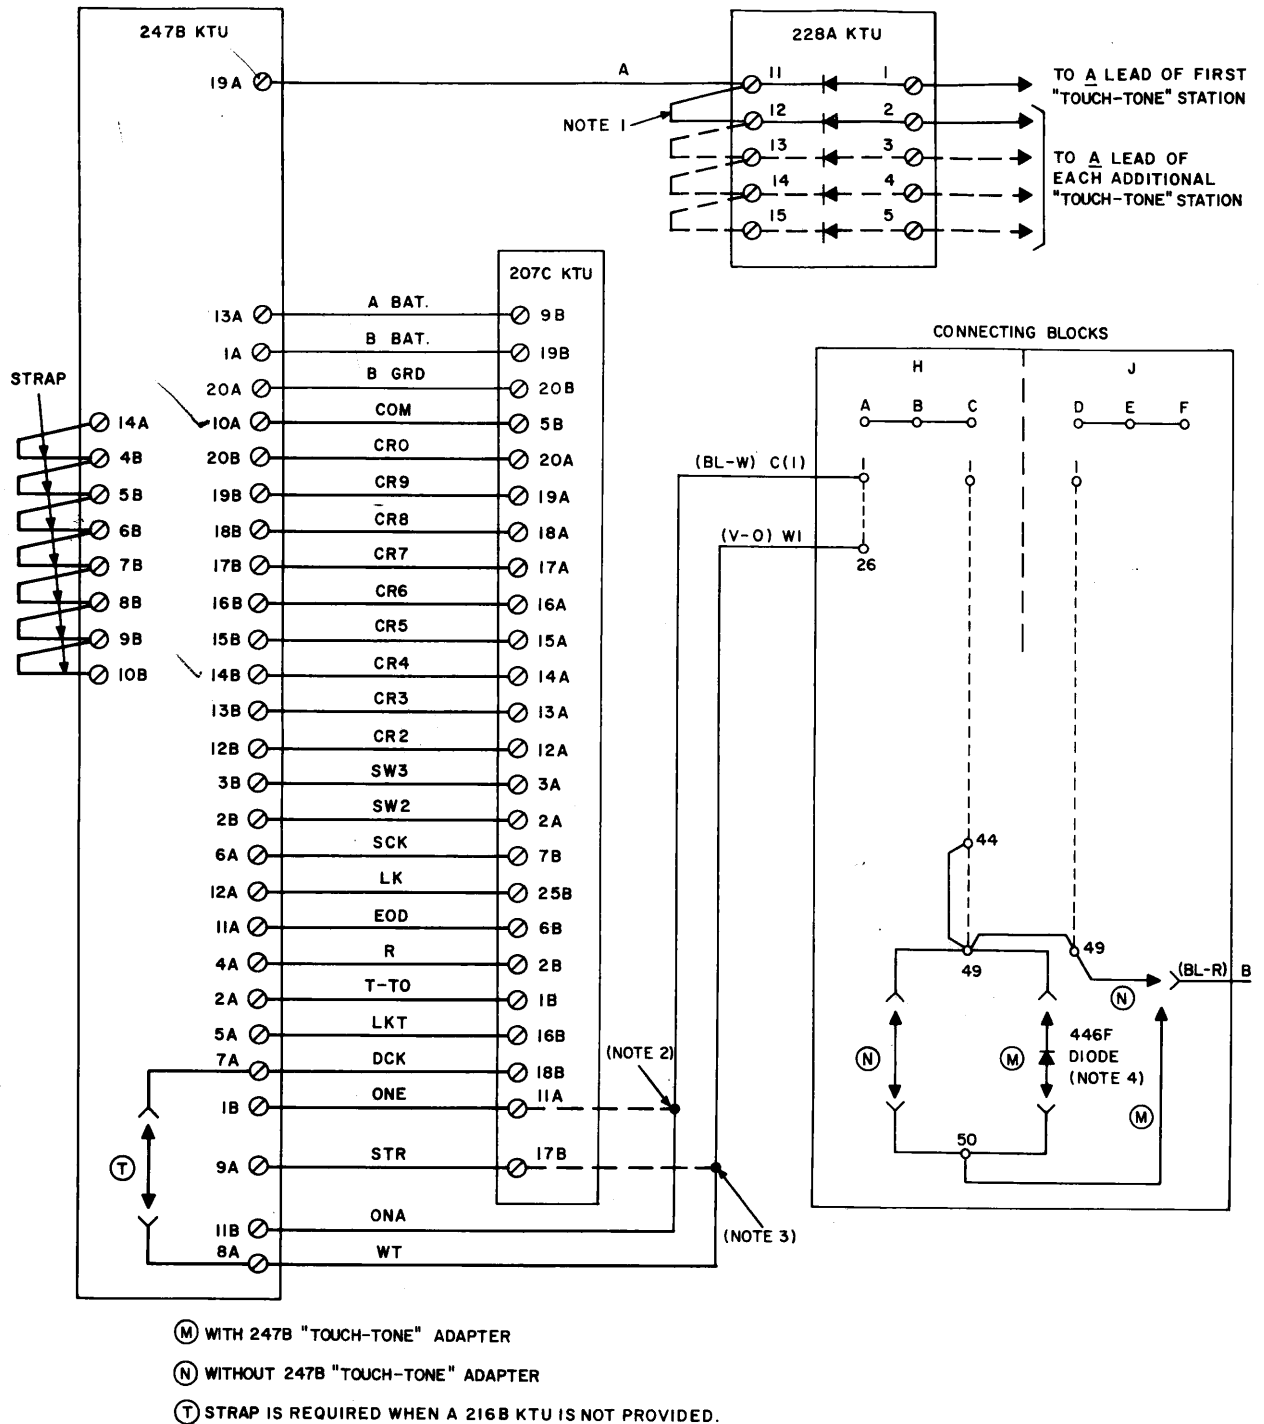 247B KTU
228A KTU
19A
A
11 1
TO A LEAD OF FIRST
"TOUCH-TONE" STATION
12 2
NOTE 1
13 3
TO A LEAD OF
EACH ADDITIONAL
"TOUCH-TONE" STATION
14 4
15 5
207C KTU
13A A BAT. 9B
1A B BAT. 19B
20A B GRD 20B
STRAP
14A 10A COM 5B
4B 20B CR0 20A
5B 19B CR9 19A
6B 18B CR8 18A
7B 17B CR7 17A
8B 16B CR6 16A
9B 15B CR5 15A
10B 14B CR4 14A
13B CR3 13A
12B CR2 12A
3B SW3 3A
2B SW2 2A
6A SCK 7B
12A LK 25B
11A EOD 6B
4A R 2B
2A T-TO 1B
5A LKT 16B
7A DCK 18B
1B ONE 11A
9A STR 17B
11B ONA
8A WT
T
(NOTE 2)
(NOTE 3)
CONNECTING BLOCKS
H J
A B C D E F
(BL-W) C(1)
(V-O) W1
26
44
49
49
(BL-R) B
N
N
M
446F
DIODE
(NOTE 4)
M
50
M WITH 247B "TOUCH-TONE" ADAPTER
N WITHOUT 247B "TOUCH-TONE" ADAPTER
T STRAP IS REQUIRED WHEN A 216B KTU IS NOT PROVIDED.